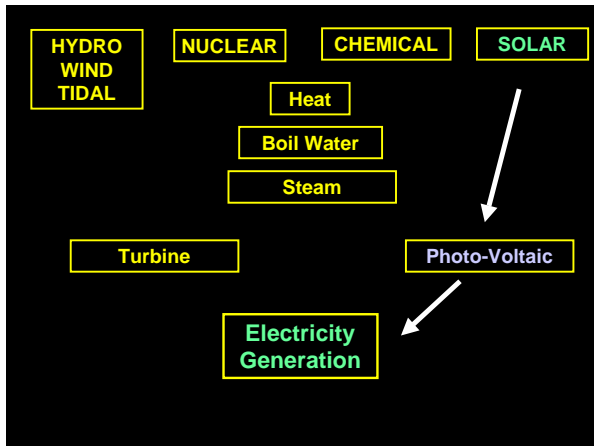 HYDRO
WIND
TIDAL
NUCLEAR
CHEMICAL
SOLAR
Heat
Boil Water
Steam
Turbine
Photo-Voltaic
Electricity
Generation